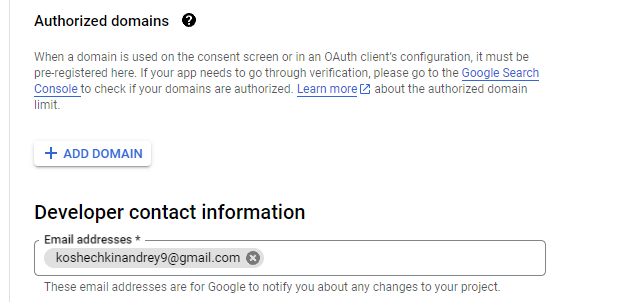 Authorized domains
When a domain is used on the consent screen or in an OAuth client's configuration, it must be
pre-registered here. If your app needs to go through verification, please go to the Google Search
Console to check if your domains are authorized. Learn more about the authorized domain
limit.
+ ADD DOMAIN
Developer contact information
Email addresses *
koshechkinandrey9@gmail.com
These email addresses are for Google to notify you about any changes to your project.